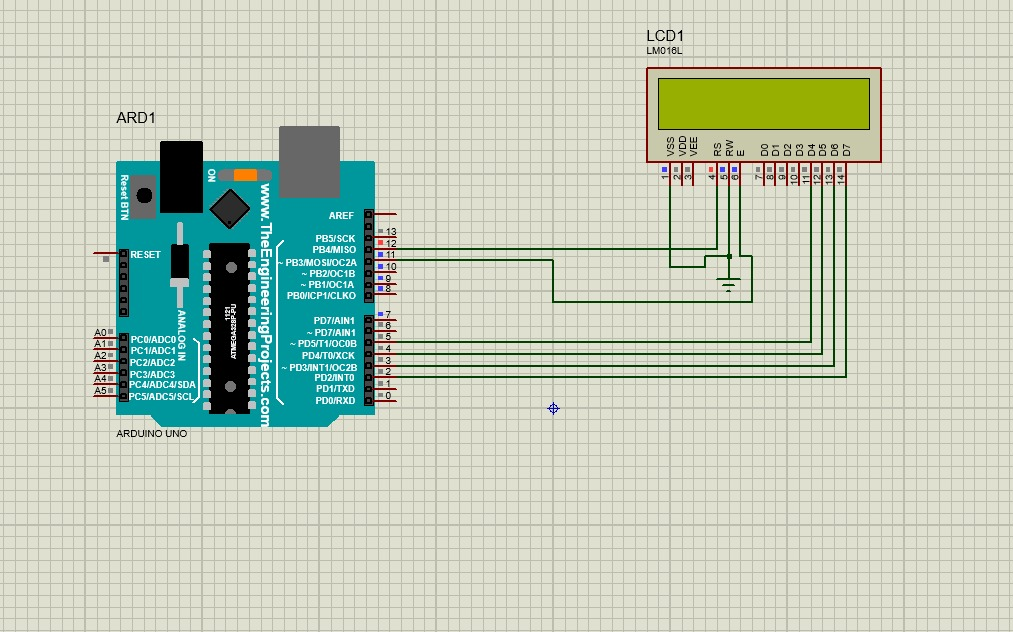 LCD1
LM016L
VSS
VDD
VEE
RS
RW
E
D0
D1
D2
D3
D4
D5
D6
D7
1
2
3
4
5
6
7
8
9
10
11
12
13
14
ARD1
Reset BTN
ON
www.TheEngineeringProjects.com
RESET
ANALOG IN
1121
ATMEGA328P-PU
AREF
PB5/SCK
13
PB4/MISO
12
~ PB3/MOSI/OC2A
11
~ PB2/OC1B
10
~ PB1/OC1A
9
PB0/ICP1/CLKO
8
PD7/AIN1
7
~ PD7/AIN1
6
~ PD5/T1/OC0B
5
PD4/T0/XCK
4
~ PD3/INT1/OC2B
3
PD2/INT0
2
PD1/TXD
1
PD0/RXD
0
A0
PC0/ADC0
A1
PC1/ADC1
A2
PC2/ADC2
A3
PC3/ADC3
A4
PC4/ADC4/SDA
A5
PC5/ADC5/SCL
ARDUINO UNO